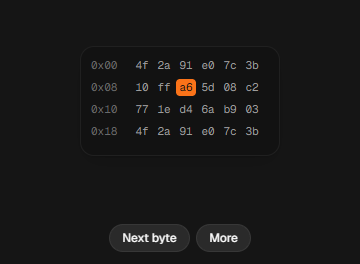 0x00 4f 2a 91 e0 7c 3b
0x08 10 ff a6 5d 08 c2
0x10 77 1e d4 6a b9 03
0x18 4f 2a 91 e0 7c 3b
Next byte More